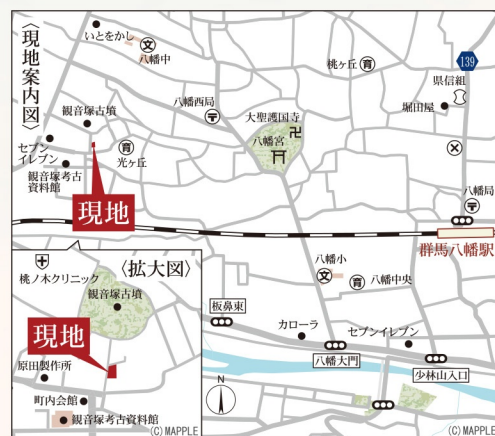 〈現地案内図〉
いとをかし
文
八幡中
桃ヶ丘
育
139
県信組
堀田屋
八幡西局
大聖護国寺
八幡宮
観音塚古墳
育
光ヶ丘
セブン
イレブン
観音塚考古
資料館
現地
八幡局
群馬八幡駅
八幡小
文
育
八幡中央
板鼻東
カローラ
八幡大門
セブンイレブン
少林山入口
N
(C)MAPPLE
〈拡大図〉
桃ノ木クリニック
観音塚古墳
現地
原田製作所
町内会館
観音塚考古資料館
(C)MAPPLE